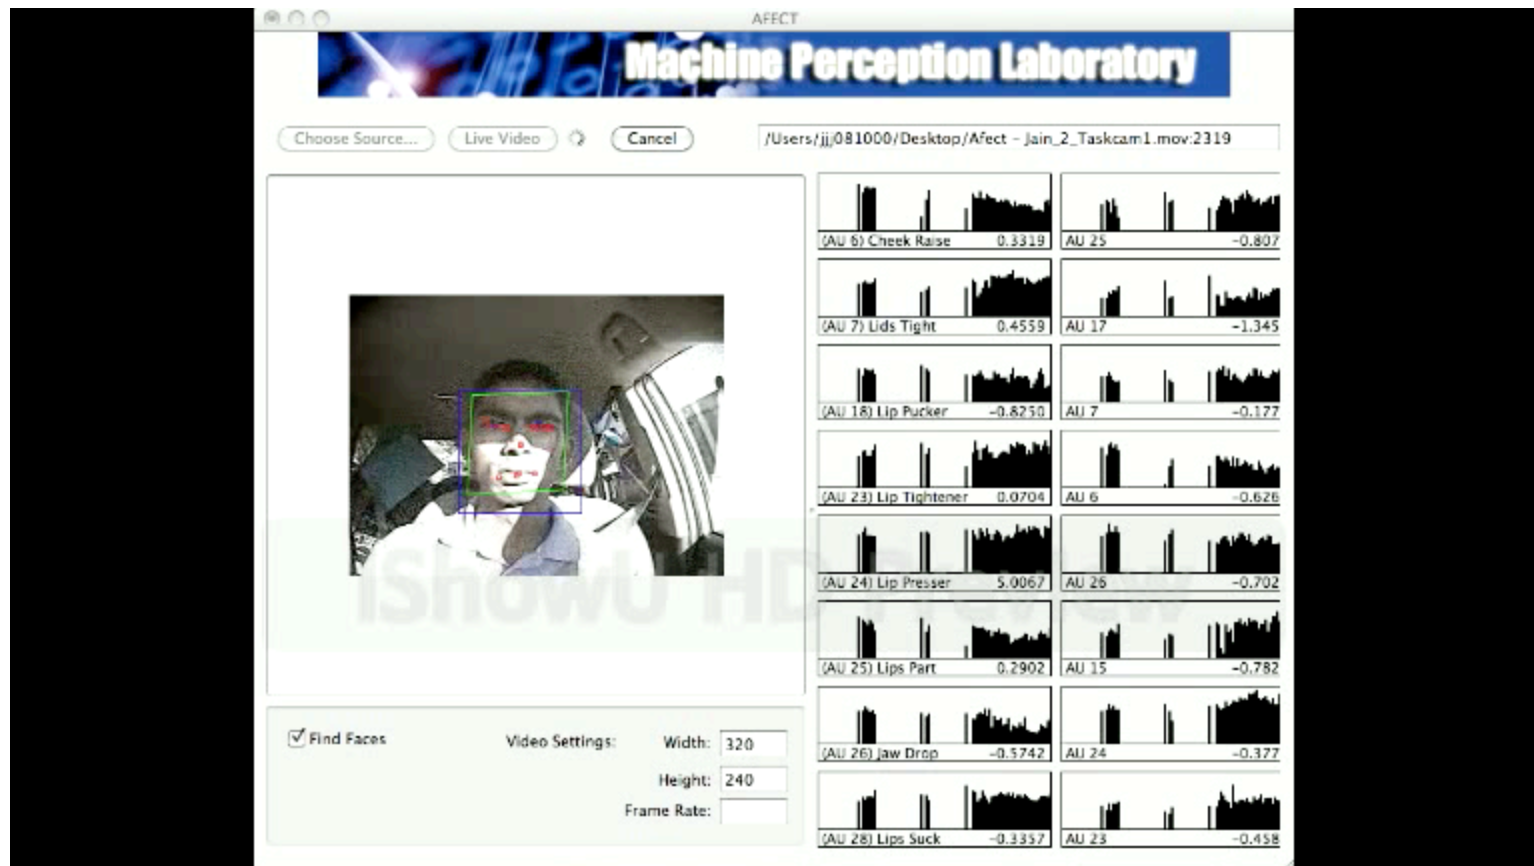 AFECT
Machine Perception Laboratory
Choose Source... Live Video Cancel /Users/jjj081000/Desktop/Afect - Jain_2_Taskcam1.mov:2319
(AU 6) Cheek Raise 0.3319 AU 25 -0.807
(AU 7) Lids Tight 0.4559 AU 17 -1.345
(AU 18) Lip Pucker -0.8250 AU 7 -0.177
(AU 23) Lip Tightener 0.0704 AU 6 -0.626
(AU 24) Lip Presser 5.0067 AU 26 -0.702
iShowU HD Preview
(AU 25) Lips Part 0.2902 AU 15 -0.782
(AU 26) Jaw Drop -0.5742 AU 24 -0.377
(AU 28) Lips Suck -0.3357 AU 23 -0.458
Find Faces Video Settings: Width: 320
Height: 240
Frame Rate: